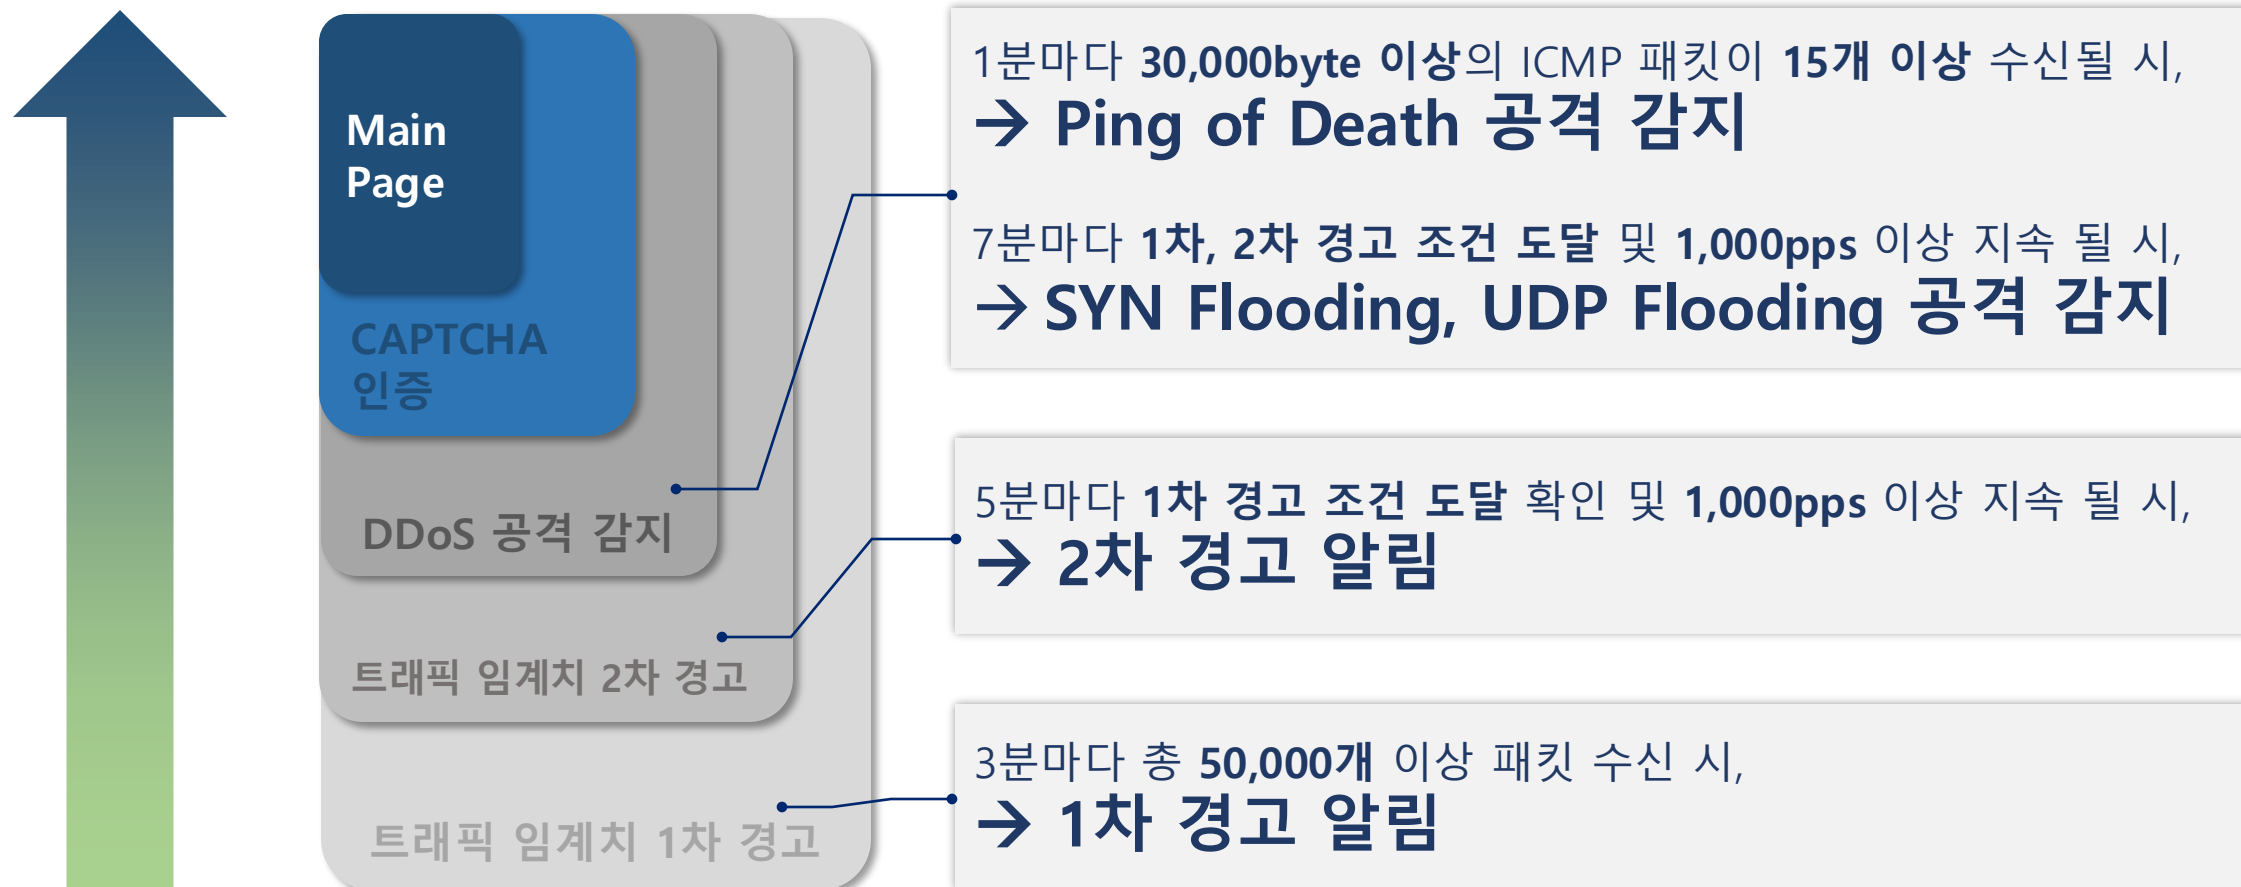 Main
Page
CAPTCHA
인증
DDoS 공격 감지
트래픽 임계치 2차 경고
트래픽 임계치 1차 경고
1분마다 30,000byte 이상의 ICMP 패킷이 15개 이상 수신될 시,
→ Ping of Death 공격 감지
7분마다 1차, 2차 경고 조건 도달 및 1,000pps 이상 지속 될 시,
→ SYN Flooding, UDP Flooding 공격 감지
5분마다 1차 경고 조건 도달 확인 및 1,000pps 이상 지속 될 시,
→ 2차 경고 알림
3분마다 총 50,000개 이상 패킷 수신 시,
→ 1차 경고 알림